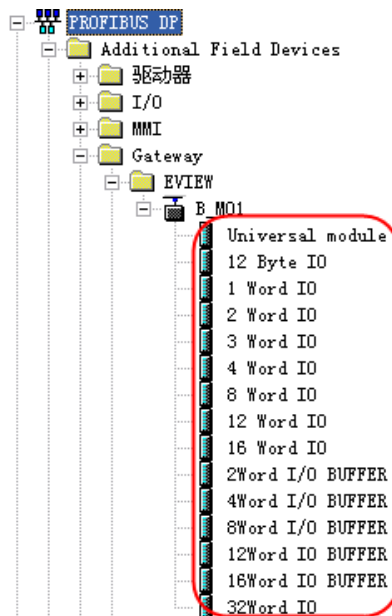 PROFIBUS DP
Additional Field Devices
驱动器
I/O
MMI
Gateway
EVIEW
B_MO1
Universal module
12 Byte IO
1 Word IO
2 Word IO
3 Word IO
4 Word IO
8 Word IO
12 Word IO
16 Word IO
2Word I/O BUFFER
4Word I/O BUFFER
8Word I/O BUFFER
12Word IO BUFFER
16Word IO BUFFER
32Word IO